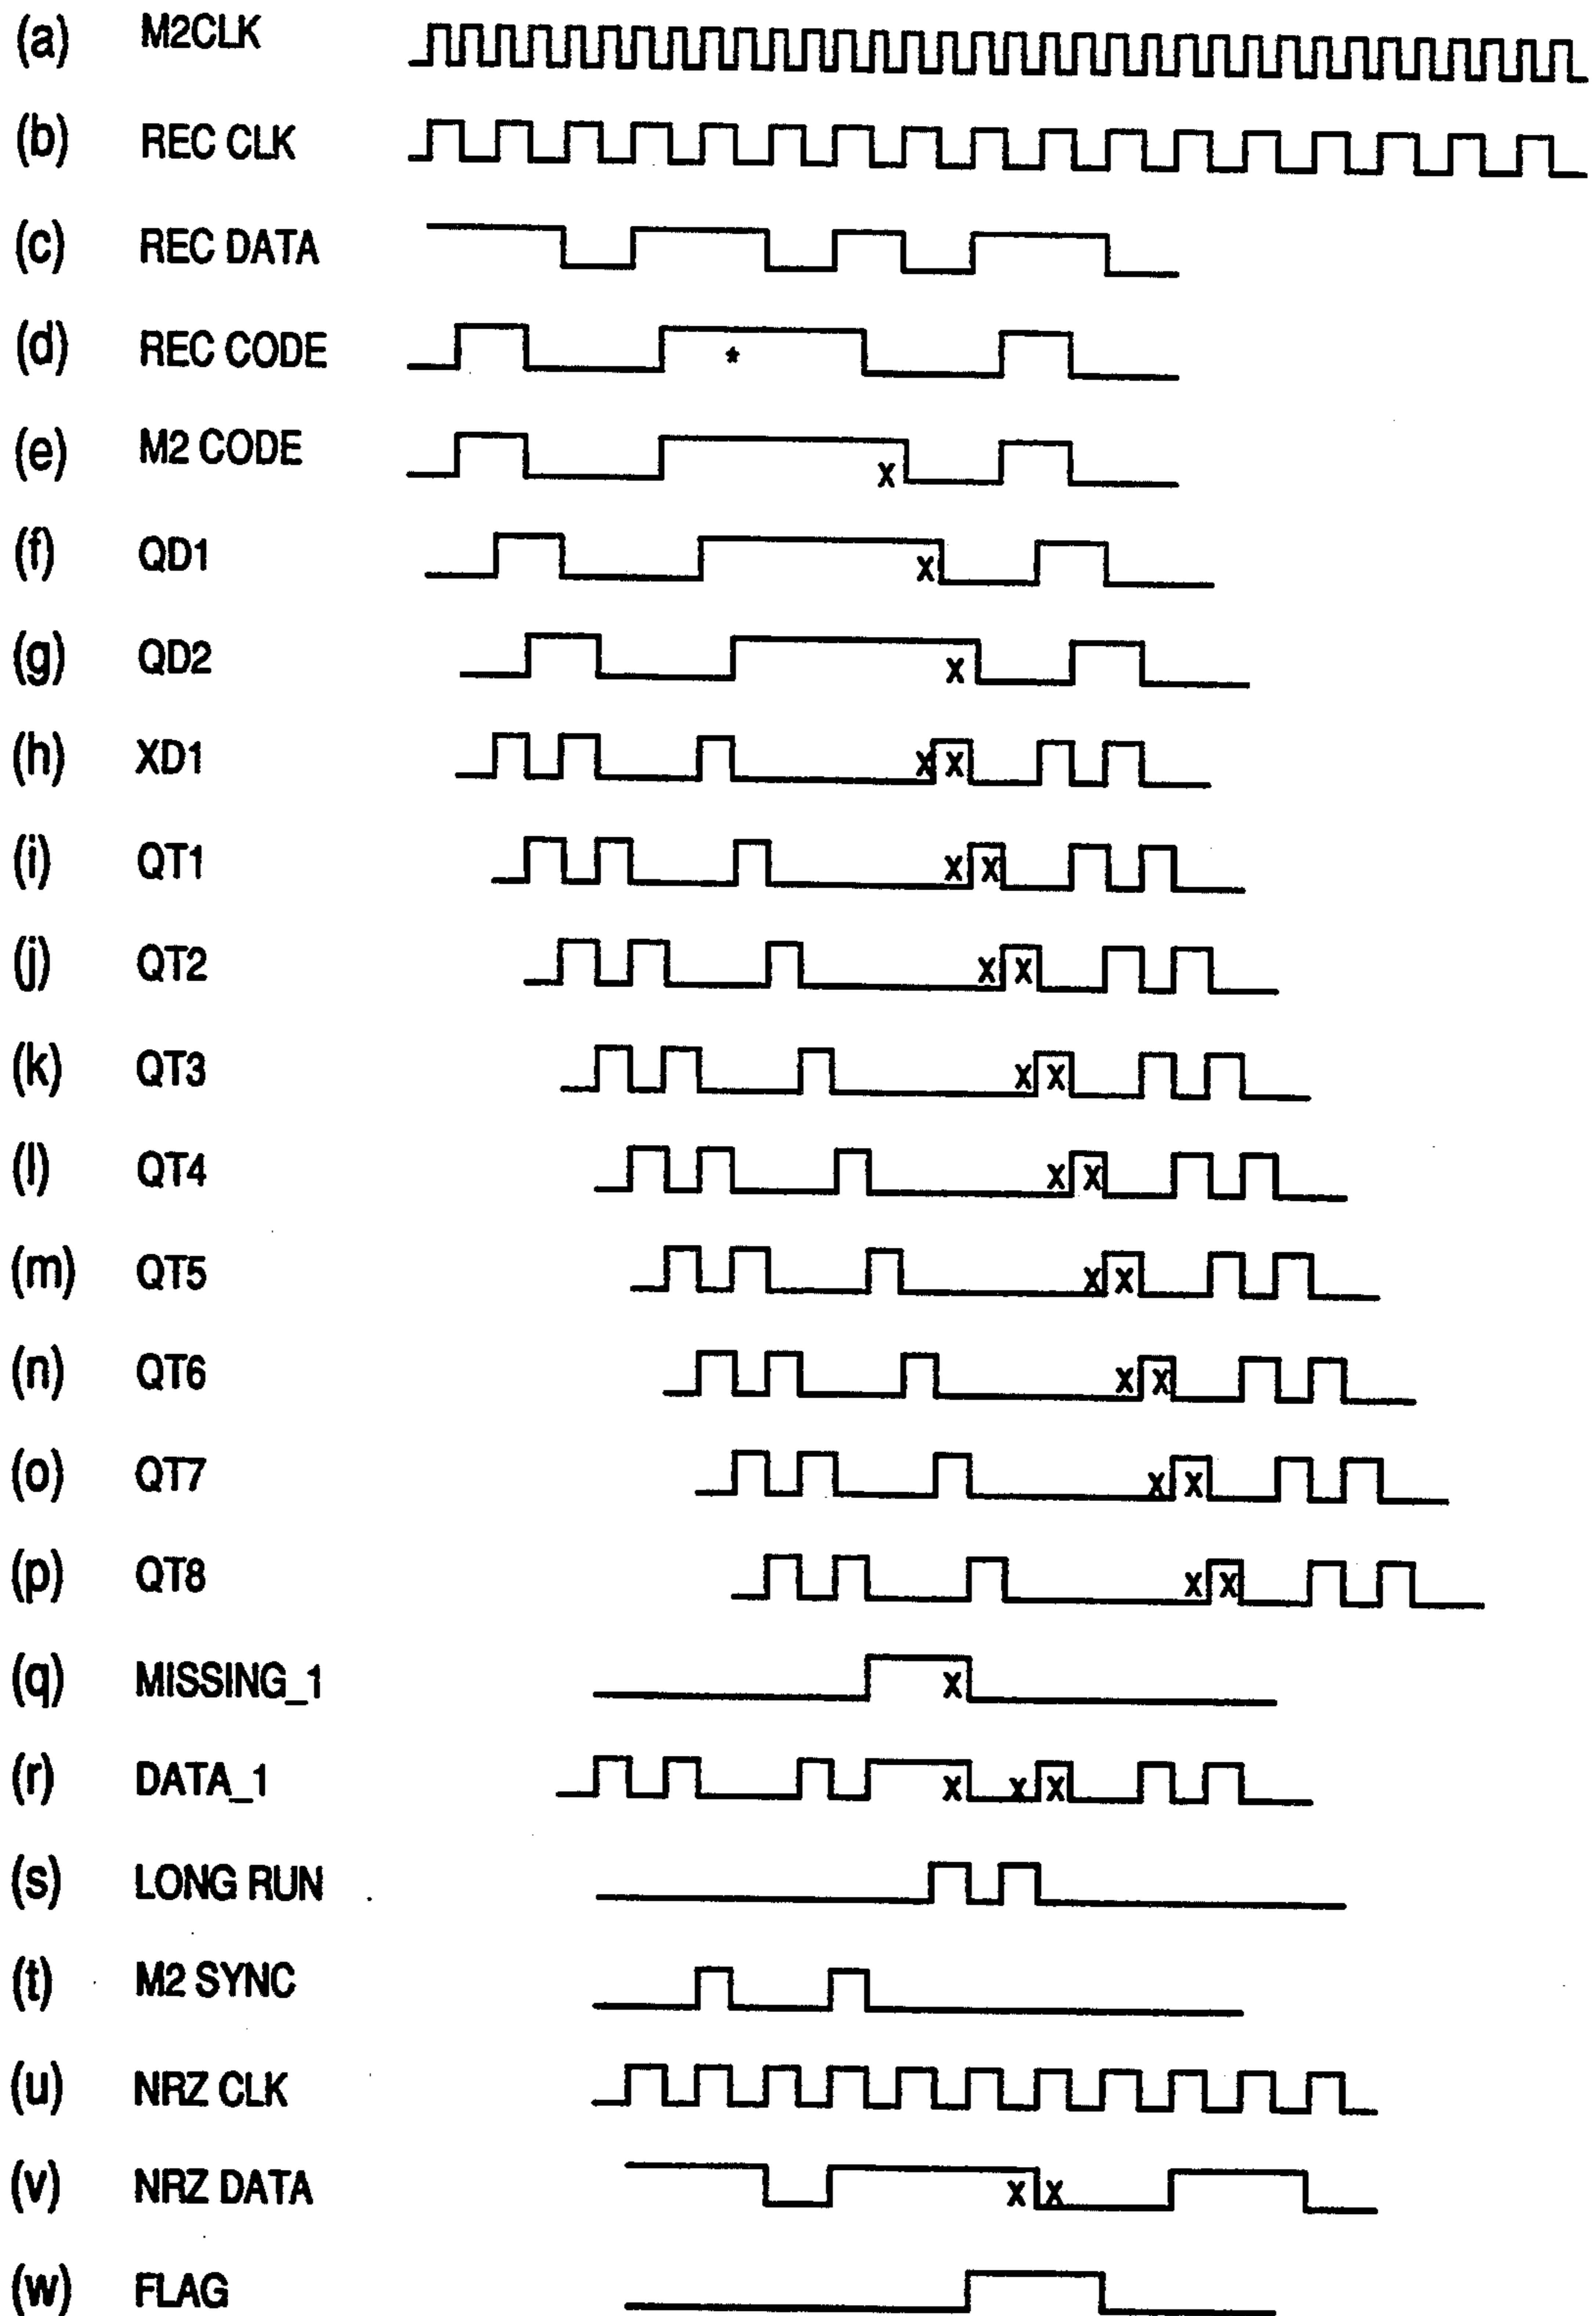 (a) M2CLK
(b) REC CLK
(c) REC DATA
(d) REC CODE *
(e) M2 CODE X
(f) QD1 X
(g) QD2 X
(h) XD1 X X
(i) QT1 X X
(j) QT2 X X
(k) QT3 X X
(l) QT4 X X
(m) QT5 X X
(n) QT6 X X
(o) QT7 X X
(p) QT8 X X
(q) MISSING_1 X
(r) DATA_1 X X X
(s) LONG RUN
(t) M2 SYNC
(u) NRZ CLK
(v) NRZ DATA X X
(w) FLAG